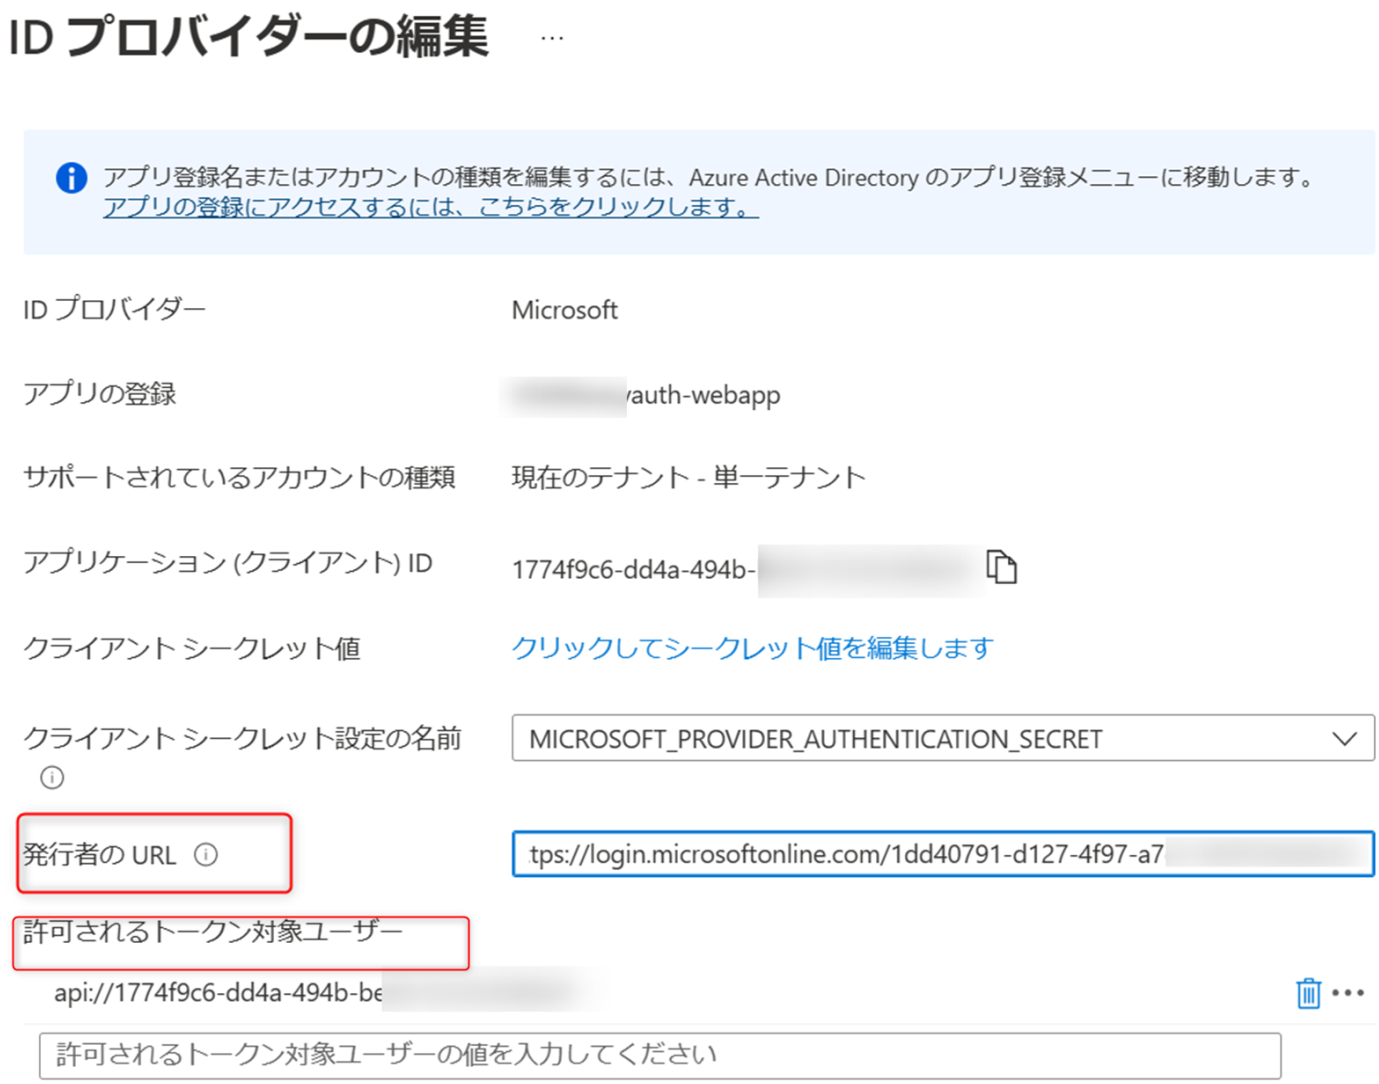 ID プロバイダーの編集 …
アプリ登録名またはアカウントの種類を編集するには、Azure Active Directory のアプリ登録メニューに移動します。
アプリの登録にアクセスするには、こちらをクリックします。
ID プロバイダー Microsoft
アプリの登録 auth-webapp
サポートされているアカウントの種類 現在のテナント - 単一テナント
アプリケーション (クライアント) ID 1774f9c6-dd4a-494b-
クライアント シークレット値 クリックしてシークレット値を編集します
クライアント シークレット設定の名前 MICROSOFT_PROVIDER_AUTHENTICATION_SECRET
発行者の URL tps://login.microsoftonline.com/1dd40791-d127-4f97-a7
許可されるトークン対象ユーザー
api://1774f9c6-dd4a-494b-be
許可されるトークン対象ユーザーの値を入力してください